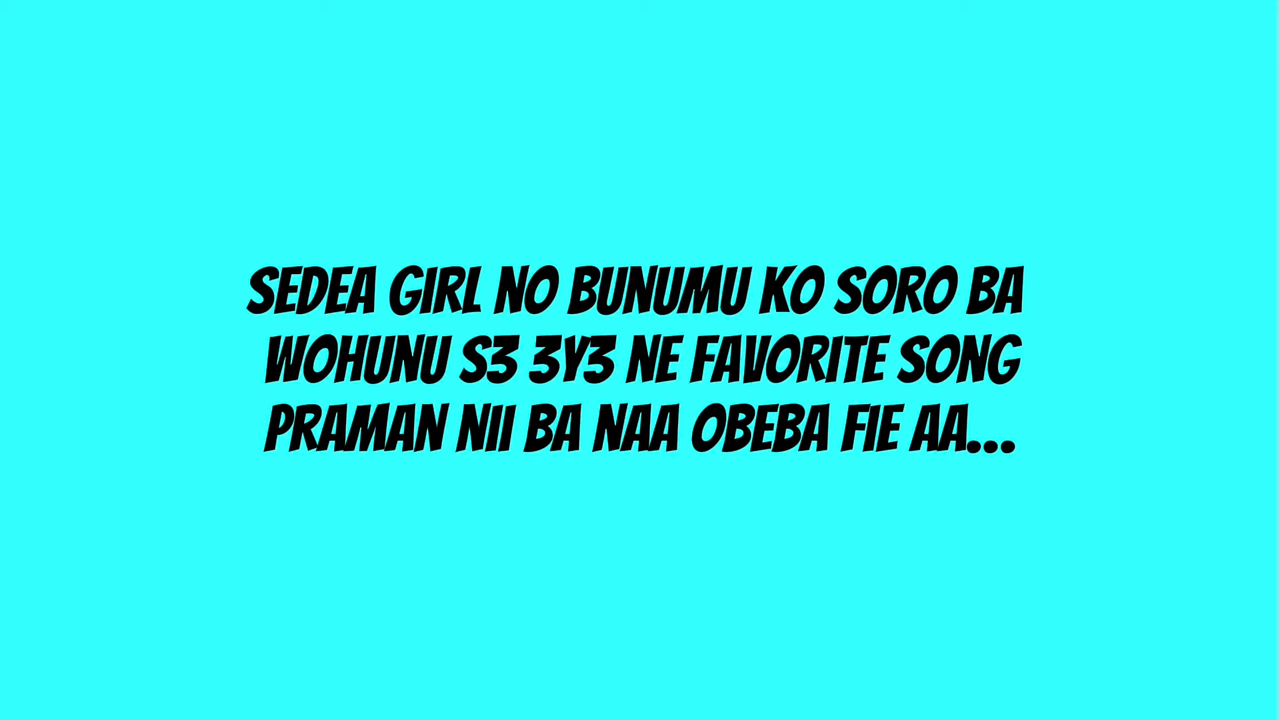 SEDEA GIRL NO BUNUMU KO SORO BA
WOHUNU S3 3Y3 NE FAVORITE SONG
PRAMAN NII BA NAA OBEBA FIE AA...